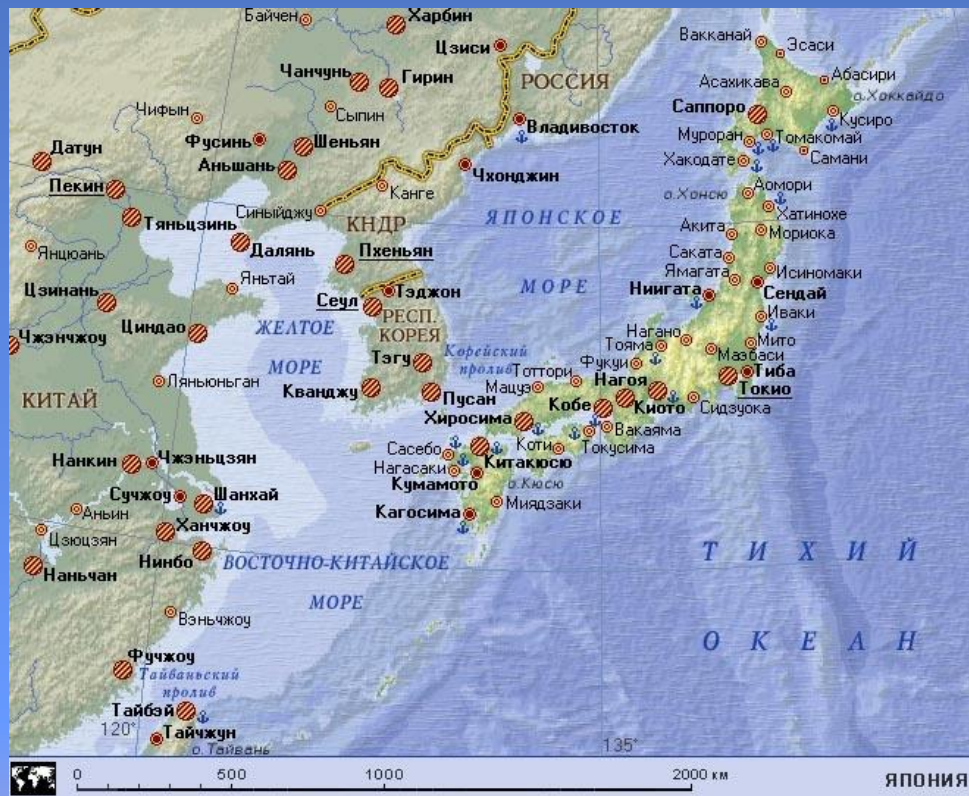 Байчен
Харбин
Вакканай
Эсаси
Цзиси
Чанчунь
Гирин
РОССИЯ
Асахикава
Абасири
о.Хоккайдо
Чифын
Сыпин
Саппоро
Кусиро
Владивосток
Фусинь
Шеньян
Муроран
Томакомай
Датун
Аньшань
Чхонджин
Хакодате
Самани
Пекин
Канге
о.Хонсю
Аомори
Синыйджу
КНДР
ЯПОНСКОЕ
Хатинохе
Тяньцзинь
Акита
Мориока
Янцюань
Далянь
Пхеньян
Саката
Яньтай
Ямагата
Исиномаки
Цзинань
Тэджон
МОРЕ
Ниигата
Сендай
Сеул
РЕСП.
КОРЕЯ
Иваки
Чжэнчжоу
Циндао
ЖЕЛТОЕ
Нагано
Тояма
Мито
МОРЕ
Тэгу
Корейский
пролив
Фукуи
Маэбаси
Ляньюньган
Тоттори
Тиба
КИТАЙ
Кванджу
Мацуэ
Нагоя
Токио
Пусан
Кобе
Киото
Сидзуока
Хиросима
Вакаяма
Сасебо
Коти
Токусима
Нанкин
Чжэньцзян
Нагасаки
Китакюсю
Кумамото
о.Кюсю
Сучжоу
Шанхай
Миядзаки
Аньин
Кагосима
Цзюцзян
Ханчжоу
Нинбо
ВОСТОЧНО-КИТАЙСКОЕ
ТИХИЙ
Наньчан
МОРЕ
Вэньчжоу
ОКЕАН
Фучжоу
Тайваньский
пролив
Тайбэй
120°
Тайчжун
о.Тайвань
135°
0 500 1000 2000 км
ЯПОНИЯ